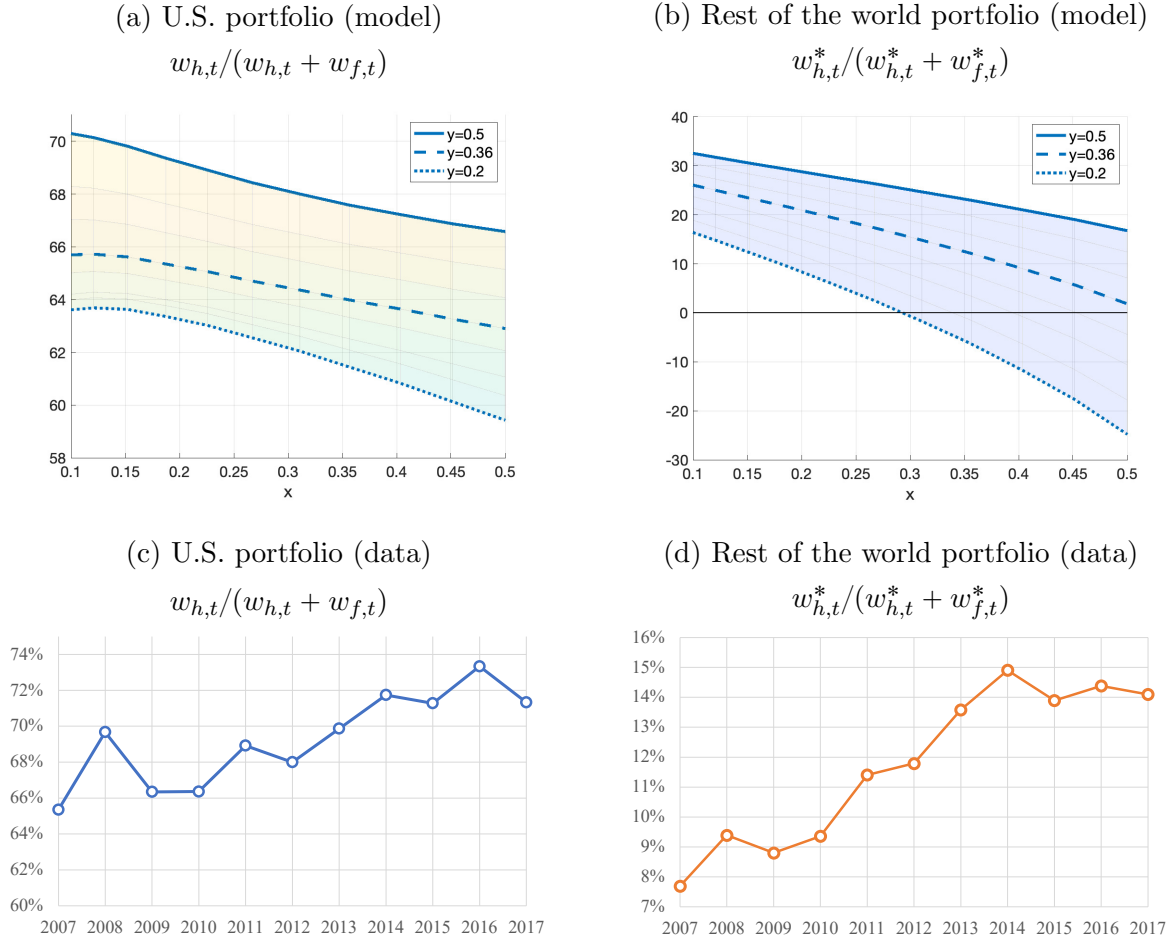 (a) U.S. portfolio (model)
w_{h,t}/(w_{h,t} + w_{f,t})
70
68
66
64
62
60
58
0.1 0.15 0.2 0.25 0.3 0.35 0.4 0.45 0.5
x
y=0.5
y=0.36
y=0.2
(b) Rest of the world portfolio (model)
w^*_{h,t}/(w^*_{h,t} + w^*_{f,t})
40
30
20
10
0
-10
-20
-30
0.1 0.15 0.2 0.25 0.3 0.35 0.4 0.45 0.5
x
y=0.5
y=0.36
y=0.2
(c) U.S. portfolio (data)
w_{h,t}/(w_{h,t} + w_{f,t})
74%
72%
70%
68%
66%
64%
62%
60%
2007 2008 2009 2010 2011 2012 2013 2014 2015 2016 2017
(d) Rest of the world portfolio (data)
w^*_{h,t}/(w^*_{h,t} + w^*_{f,t})
16%
15%
14%
13%
12%
11%
10%
9%
8%
7%
2007 2008 2009 2010 2011 2012 2013 2014 2015 2016 2017